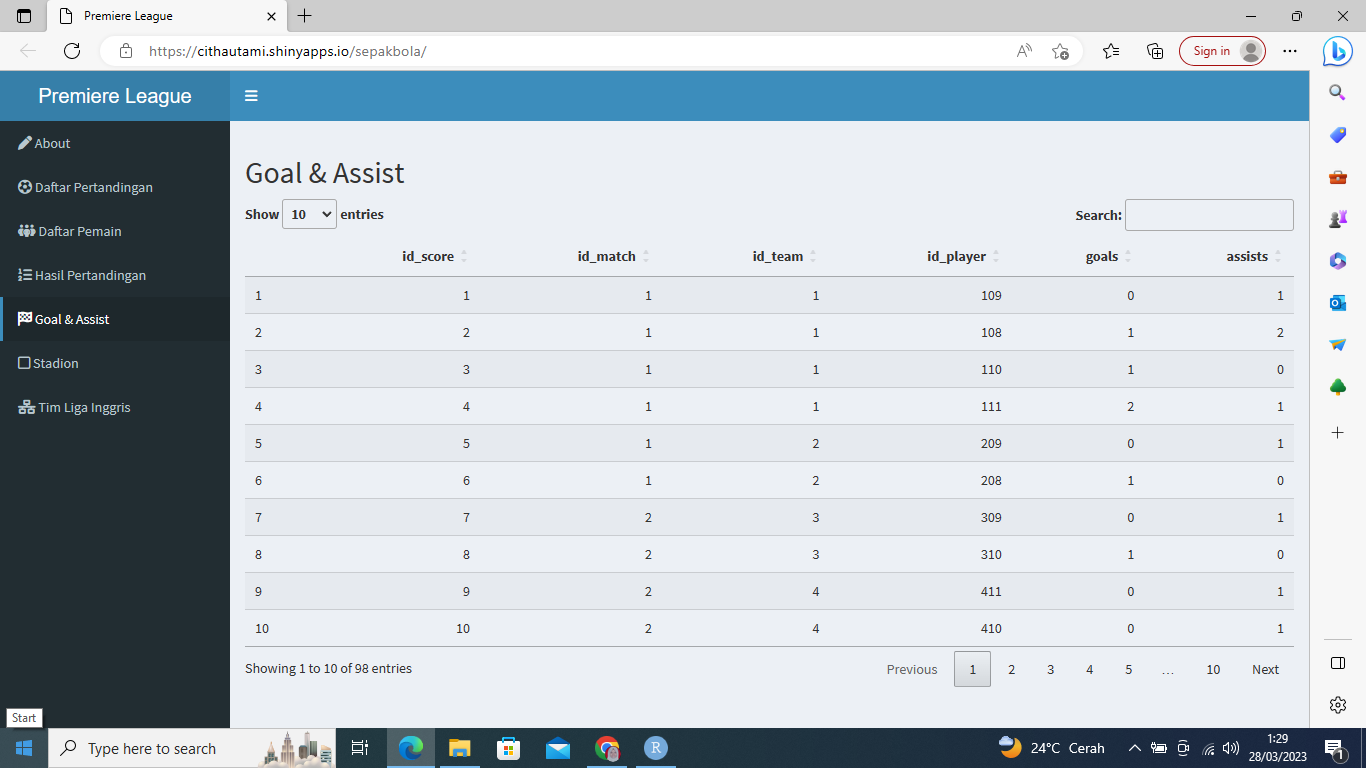 Premiere League
https://cithautami.shinyapps.io/sepakbola/
Sign in
Premiere League
About
Daftar Pertandingan
Daftar Pemain
Hasil Pertandingan
Goal & Assist
Stadion
Tim Liga Inggris
Goal & Assist
Show 10 entries
Search:
id_score id_match id_team id_player goals assists
1 1 1 1 109 0 1
2 2 1 1 108 1 2
3 3 1 1 110 1 0
4 4 1 1 111 2 1
5 5 1 2 209 0 1
6 6 1 2 208 1 0
7 7 2 3 309 0 1
8 8 2 3 310 1 0
9 9 2 4 411 0 1
10 10 2 4 410 0 1
Showing 1 to 10 of 98 entries
Previous 1 2 3 4 5 … 10 Next
Start
Type here to search
24°C Cerah
1:29
28/03/2023
1